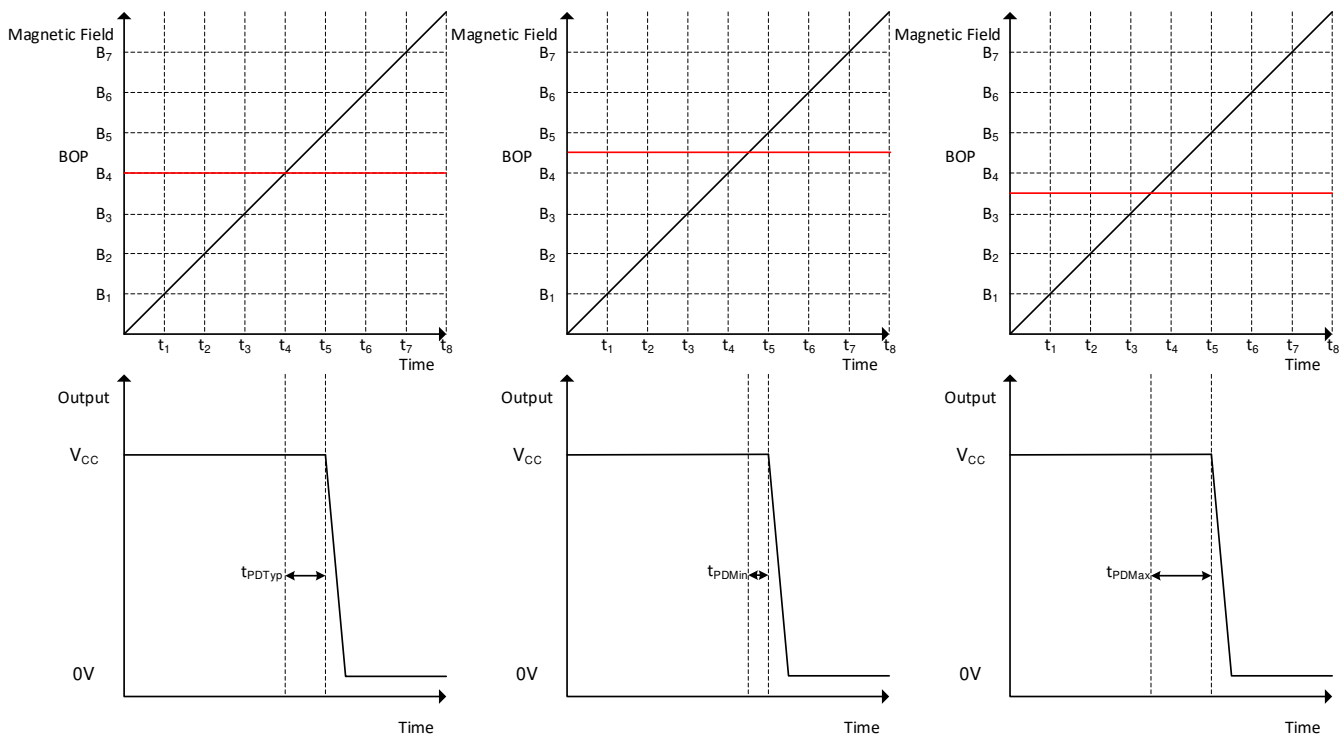 Magnetic Field
B7
B6
B5
BOP
B4
B3
B2
B1
t1 t2 t3 t4 t5 t6 t7 t8
Time
Magnetic Field
B7
B6
B5
BOP
B4
B3
B2
B1
t1 t2 t3 t4 t5 t6 t7 t8
Time
Magnetic Field
B7
B6
B5
BOP
B4
B3
B2
B1
t1 t2 t3 t4 t5 t6 t7 t8
Time
Output
VCC
tPDTyp
0V
Time
Output
VCC
tPDMin
0V
Time
Output
VCC
tPDMax
0V
Time